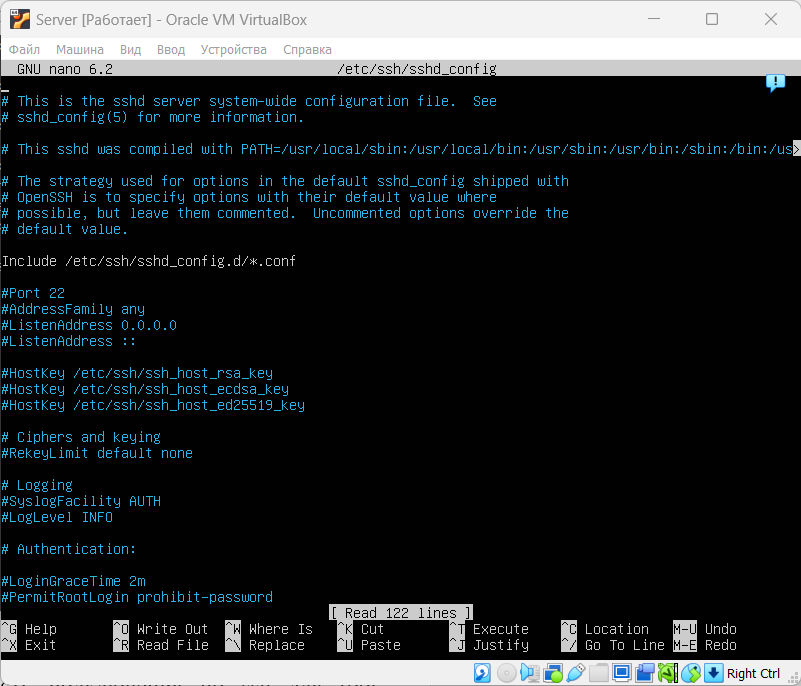 Server [Работает] - Oracle VM VirtualBox
Файл Машина Вид Ввод Устройства Справка
GNU nano 6.2 /etc/ssh/sshd_config
# This is the sshd server system-wide configuration file.  See
# sshd_config(5) for more information.
# This sshd was compiled with PATH=/usr/local/sbin:/usr/local/bin:/usr/sbin:/usr/bin:/sbin:/bin:/us>
# The strategy used for options in the default sshd_config shipped with
# OpenSSH is to specify options with their default value where
# possible, but leave them commented.  Uncommented options override the
# default value.
Include /etc/ssh/sshd_config.d/*.conf
#Port 22
#AddressFamily any
#ListenAddress 0.0.0.0
#ListenAddress ::
#HostKey /etc/ssh/ssh_host_rsa_key
#HostKey /etc/ssh/ssh_host_ecdsa_key
#HostKey /etc/ssh/ssh_host_ed25519_key
# Ciphers and keying
#RekeyLimit default none
# Logging
#SyslogFacility AUTH
#LogLevel INFO
# Authentication:
#LoginGraceTime 2m
#PermitRootLogin prohibit-password
[ Read 122 lines ]
^G Help ^O Write Out ^W Where Is ^K Cut ^T Execute ^C Location M-U Undo
^X Exit ^R Read File ^\ Replace ^U Paste ^J Justify ^/ Go To Line M-E Redo
Right Ctrl